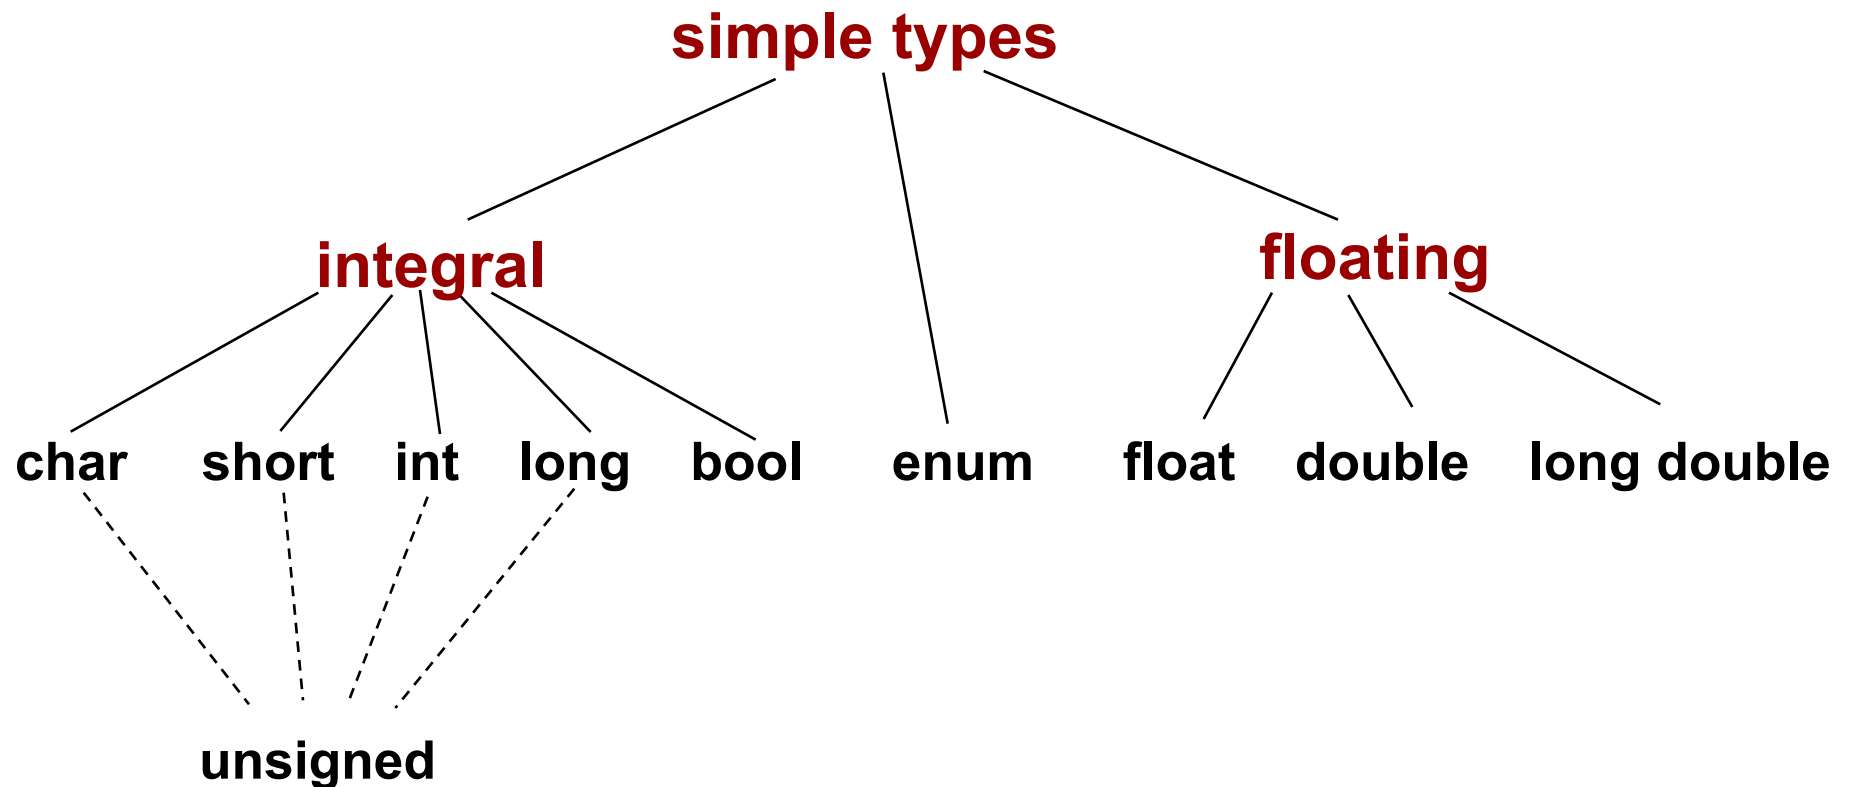 simple types
integral
floating
char short int long bool enum float double long double
unsigned